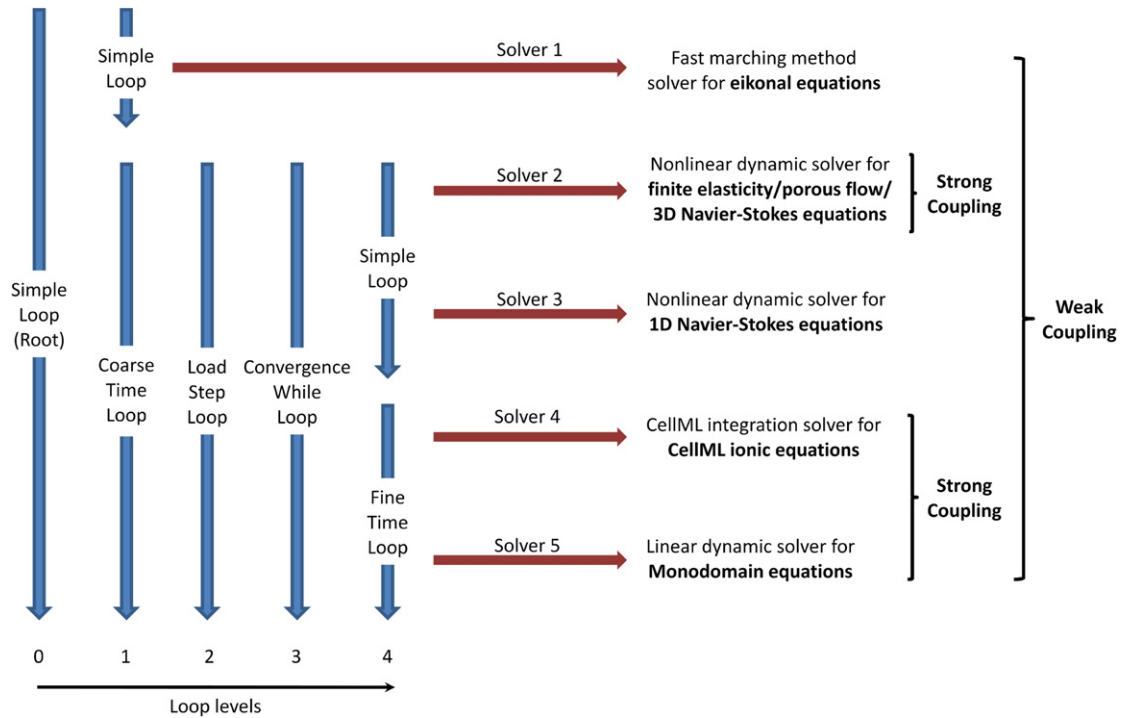 Simple
Loop
Solver 1
Fast marching method
solver for eikonal equations
Solver 2
Nonlinear dynamic solver for
finite elasticity/porous flow/
3D Navier-Stokes equations
Strong
Coupling
Simple
Loop
(Root)
Simple
Loop
Solver 3
Nonlinear dynamic solver for
1D Navier-Stokes equations
Weak
Coupling
Coarse
Time
Loop
Load
Step
Loop
Convergence
While
Loop
Solver 4
CellML integration solver for
CellML ionic equations
Strong
Coupling
Fine
Time
Loop
Solver 5
Linear dynamic solver for
Monodomain equations
0 1 2 3 4
Loop levels